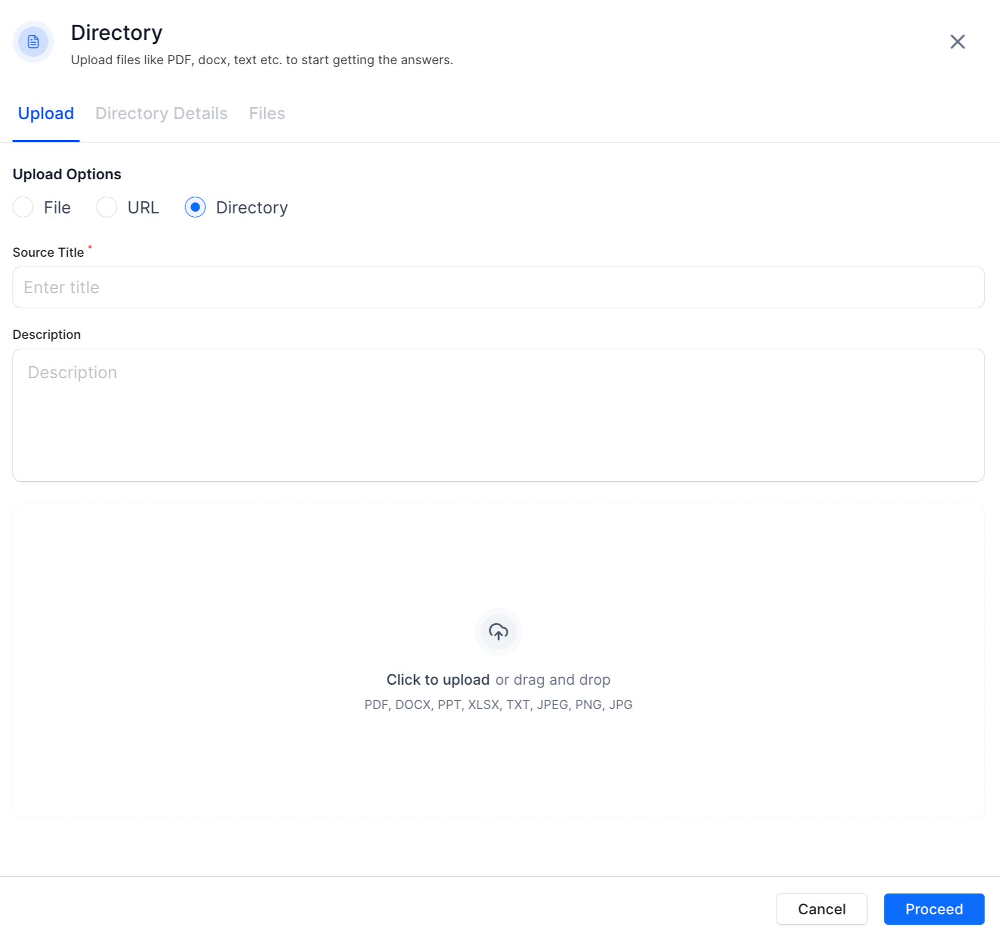 Directory
Upload files like PDF, docx, text etc. to start getting the answers.
Upload Directory Details Files
Upload Options
File URL Directory
Source Title *
Enter title
Description
Description
Click to upload or drag and drop
PDF, DOCX, PPT, XLSX, TXT, JPEG, PNG, JPG
Cancel Proceed